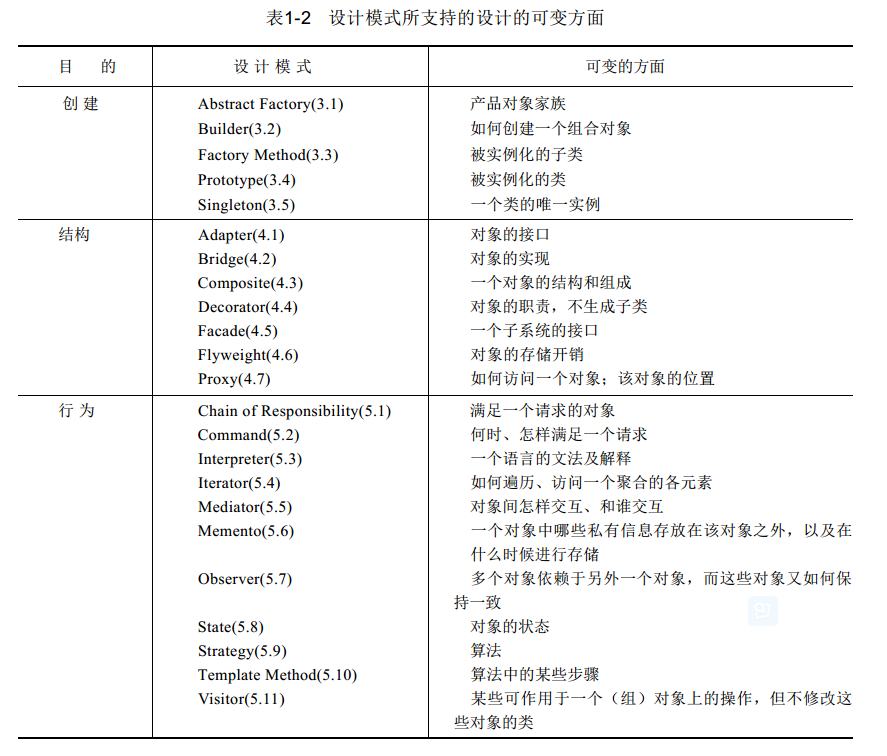 表1-2 设计模式所支持的设计的可变方面
目 的 设 计 模 式 可变的方面
创 建 Abstract Factory(3.1) 产品对象家族
Builder(3.2) 如何创建一个组合对象
Factory Method(3.3) 被实例化的子类
Prototype(3.4) 被实例化的类
Singleton(3.5) 一个类的唯一实例
结构 Adapter(4.1) 对象的接口
Bridge(4.2) 对象的实现
Composite(4.3) 一个对象的结构和组成
Decorator(4.4) 对象的职责，不生成子类
Facade(4.5) 一个子系统的接口
Flyweight(4.6) 对象的存储开销
Proxy(4.7) 如何访问一个对象；该对象的位置
行 为 Chain of Responsibility(5.1) 满足一个请求的对象
Command(5.2) 何时、怎样满足一个请求
Interpreter(5.3) 一个语言的文法及解释
Iterator(5.4) 如何遍历、访问一个聚合的各元素
Mediator(5.5) 对象间怎样交互、和谁交互
Memento(5.6) 一个对象中哪些私有信息存放在该对象之外，以及在
什么时候进行存储
Observer(5.7) 多个对象依赖于另外一个对象，而这些对象又如何保
持一致
State(5.8) 对象的状态
Strategy(5.9) 算法
Template Method(5.10) 算法中的某些步骤
Visitor(5.11) 某些可作用于一个（组）对象上的操作，但不修改这
些对象的类